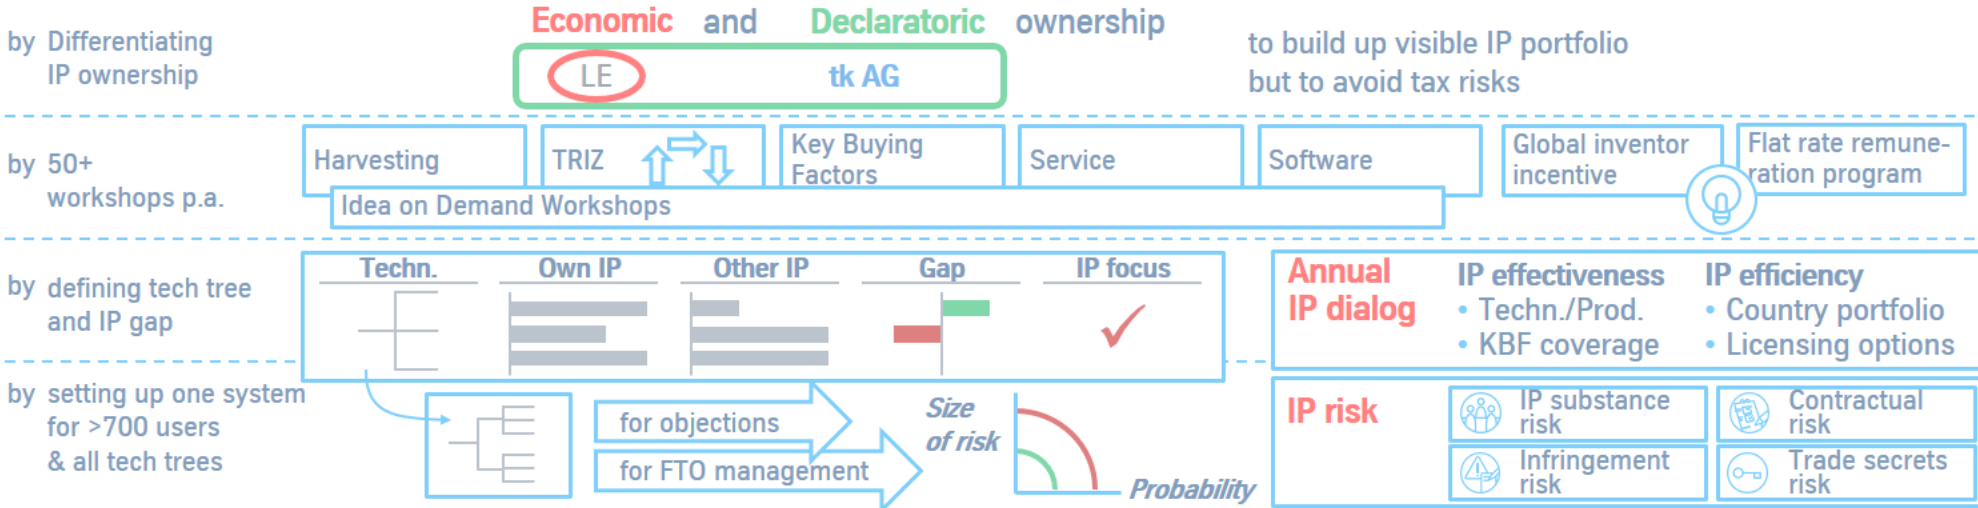 by Differentiating
IP ownership
Economic and Declaratoric ownership
LE tk AG
to build up visible IP portfolio
but to avoid tax risks
by 50+
workshops p.a.
Harvesting
TRIZ
Key Buying
Factors
Service
Software
Idea on Demand Workshops
Global inventor
incentive
Flat rate remune-
ration program
by defining tech tree
and IP gap
Techn. Own IP Other IP Gap IP focus
Annual
IP dialog
IP effectiveness
• Techn./Prod.
• KBF coverage
IP efficiency
• Country portfolio
• Licensing options
by setting up one system
for >700 users
& all tech trees
for objections
for FTO management
Size
of risk
Probability
IP risk
IP substance
risk
Contractual
risk
Infringement
risk
Trade secrets
risk